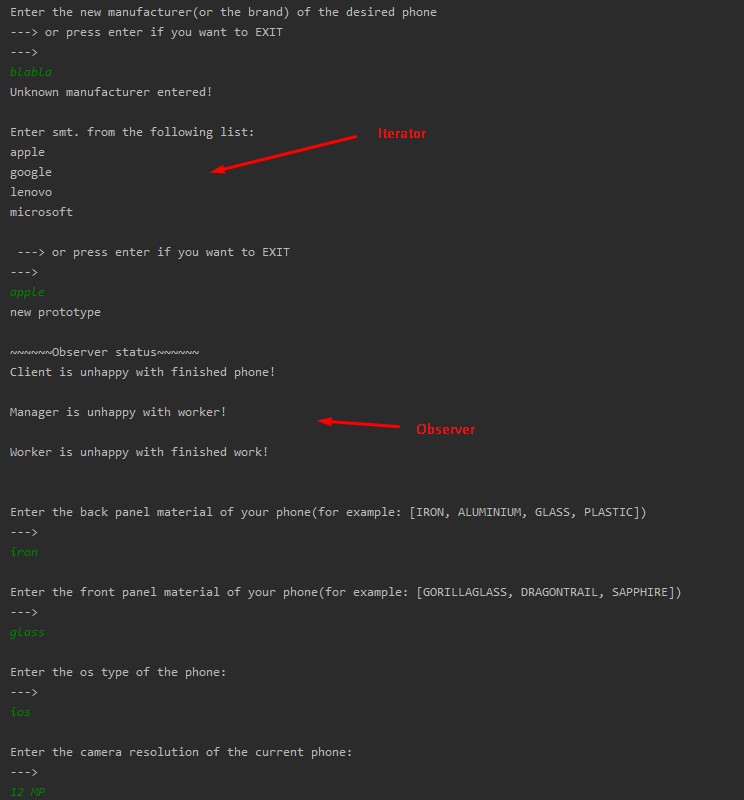 Enter the new manufacturer(or the brand) of the desired phone
---> or press enter if you want to EXIT
--->
blabla
Unknown manufacturer entered!
Enter smt. from the following list:
Iterator
apple
google
lenovo
microsoft
---> or press enter if you want to EXIT
--->
apple
new prototype
~~~~~~Observer status~~~~~~
Client is unhappy with finished phone!
Manager is unhappy with worker!
Observer
Worker is unhappy with finished work!
Enter the back panel material of your phone(for example: [IRON, ALUMINIUM, GLASS, PLASTIC])
--->
iron
Enter the front panel material of your phone(for example: [GORILLAGLASS, DRAGONTRAIL, SAPPHIRE])
--->
glass
Enter the os type of the phone:
--->
ios
Enter the camera resolution of the current phone:
--->
12 MP